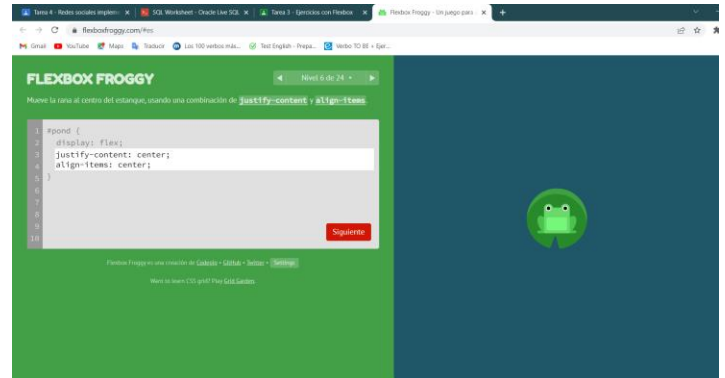 Tarea 4 - Redes sociales implem
SQL Worksheet - Oracle Live SQL
Tarea 3 - Ejercicios con Flexbox
Flexbox Froggy - Un juego para
flexboxfroggy.com/#es
Gmail YouTube Maps Traducir Los 100 verbos más... Test English - Prepa... Verbo TO BE » Ejer...
FLEXBOX FROGGY
Nivel 6 de 24
Mueve la rana al centro del estanque, usando una combinación de justify-content y align-items.
1 #pond {
2 display: flex;
3 justify-content: center;
4 align-items: center;
5 }
6
7
8
9
10
Siguiente
Flexbox Froggy es una creación de Codepip • GitHub • Twitter • Settings
Want to learn CSS grid? Play Grid Garden.